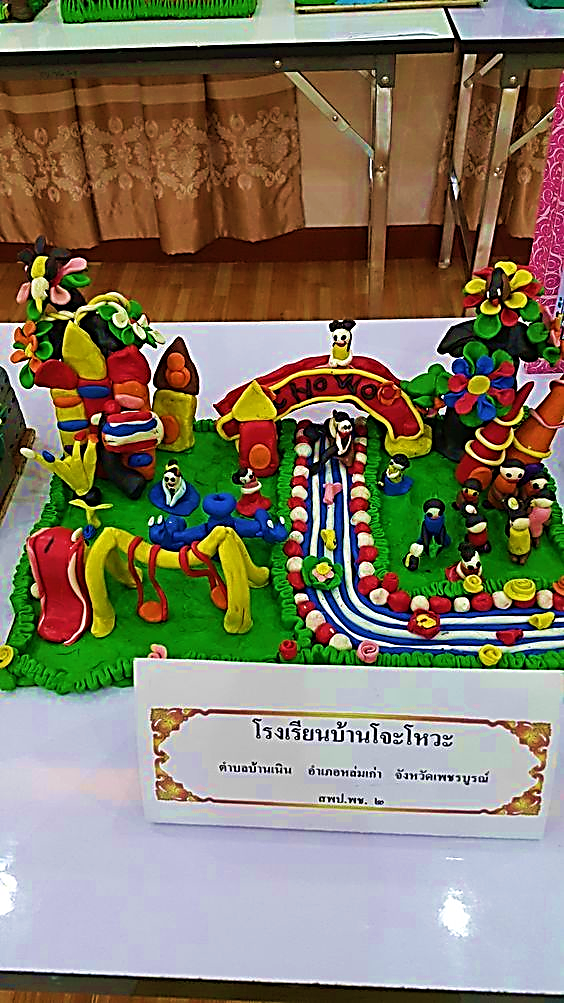 โรงเรียนบ้านโจะโหวะ
ตำบลบ้านเนิน อำเภอหล่มเก่า จังหวัดเพชรบูรณ์
สพป.พช. ๒